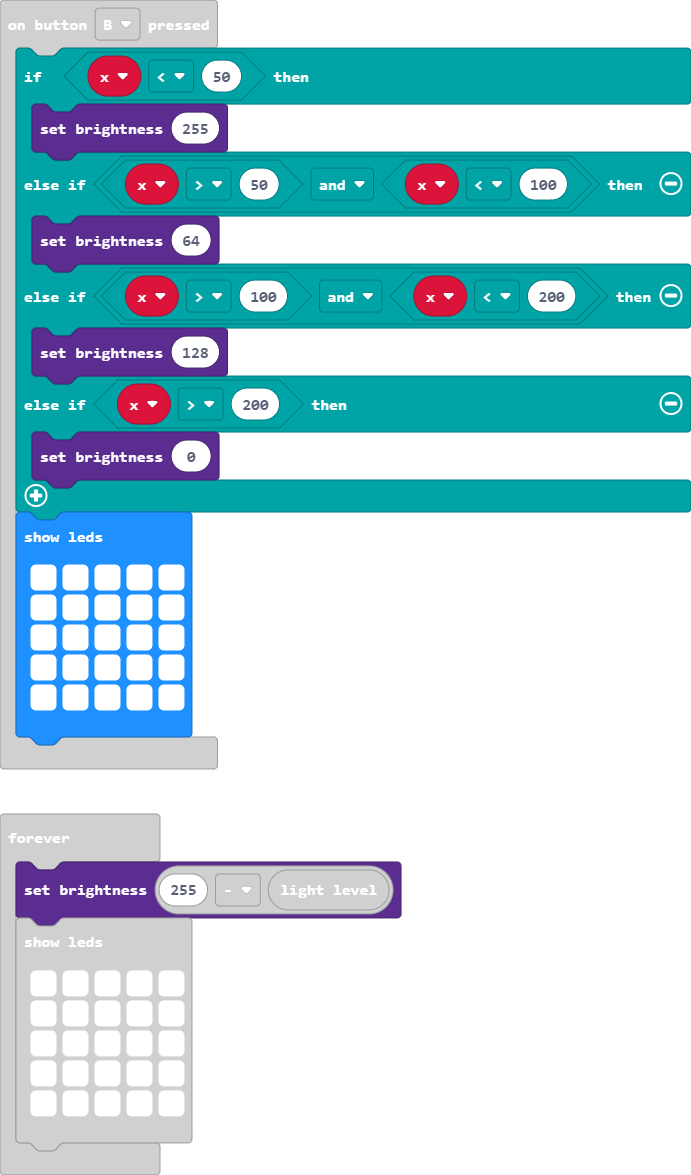 on button B pressed
if x < 50 then
set brightness 255
else if x > 50 and x < 100 then
set brightness 64
else if x > 100 and x < 200 then
set brightness 128
else if x > 200 then
set brightness 0
show leds
forever
set brightness 255 - light level
show leds